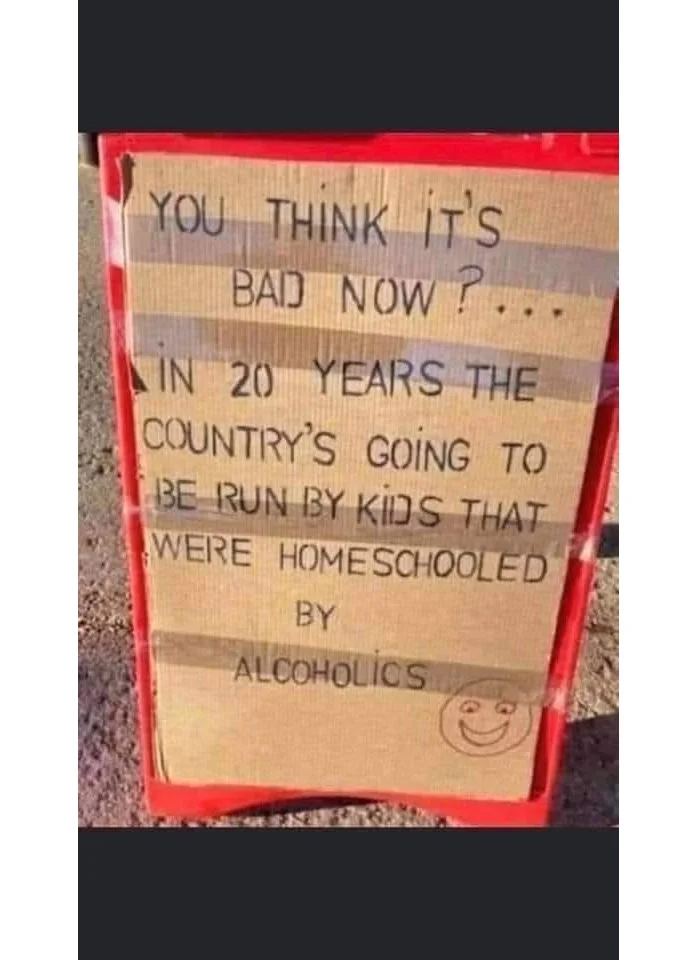 YOU THINK IT'S
BAD NOW?...
IN 20 YEARS THE
COUNTRY'S GOING TO
BE RUN BY KIDS THAT
WERE HOMESCHOOLED
BY
ALCOHOLICS